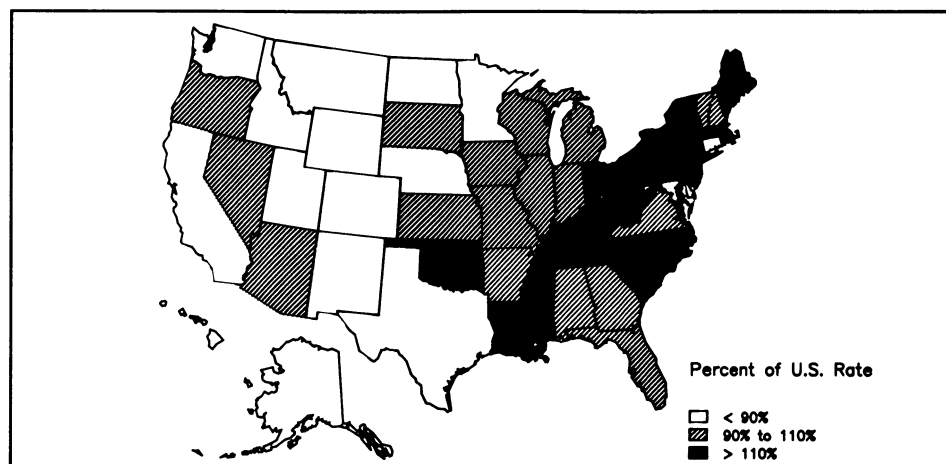 Percent of U.S. Rate
< 90%
90% to 110%
> 110%